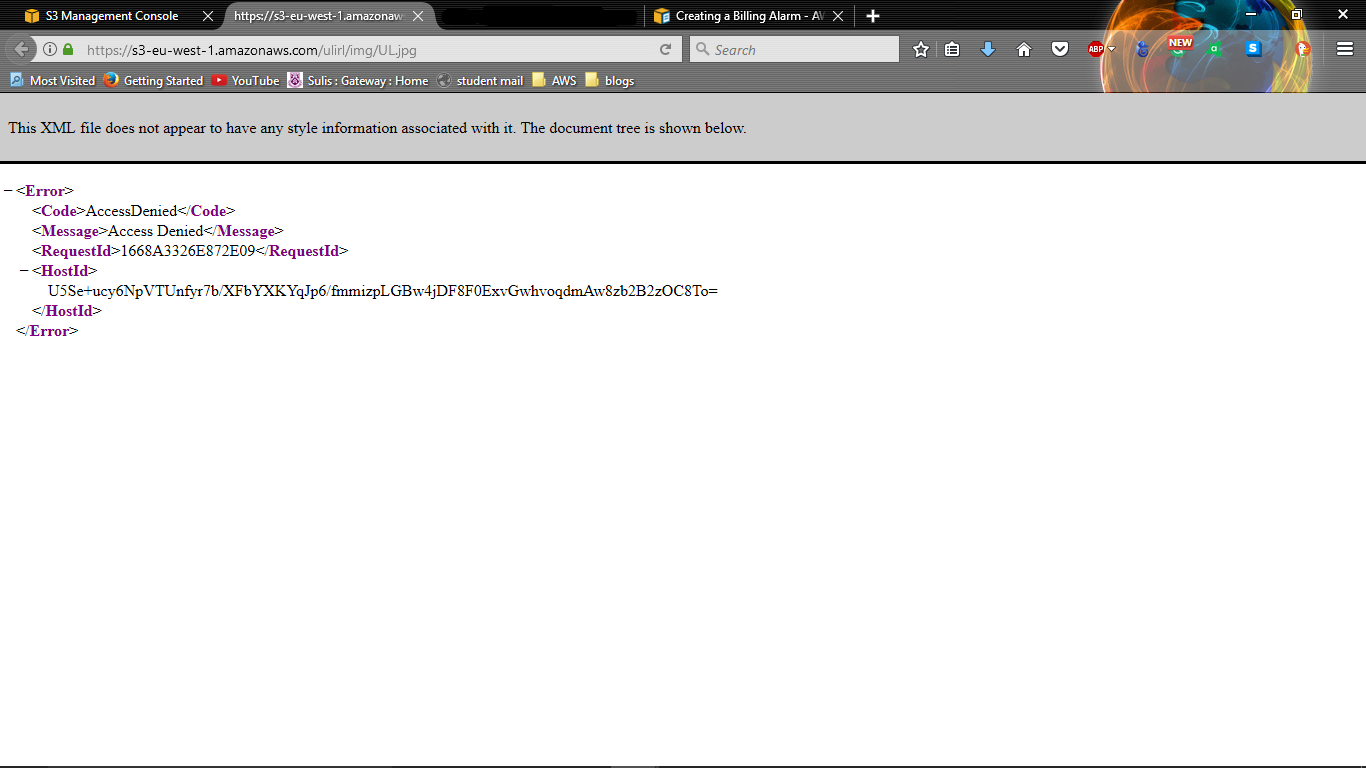 S3 Management Console
https://s3-eu-west-1.amazonaws
Creating a Billing Alarm - AW
https://s3-eu-west-1.amazonaws.com/ulirl/img/UL.jpg
Search
ABP
NEW
a
S
Most Visited
Getting Started
YouTube
Sulis : Gateway : Home
student mail
AWS
blogs
This XML file does not appear to have any style information associated with it. The document tree is shown below.
−<Error>
<Code>AccessDenied</Code>
<Message>Access Denied</Message>
<RequestId>1668A3326E872E09</RequestId>
−<HostId>
U5Se+ucy6NpVTUnfyr7b/XFbYXKYqJp6/fmmizpLGBw4jDF8F0ExvGwhvoqdmAw8zb2B2zOC8To=
</HostId>
</Error>